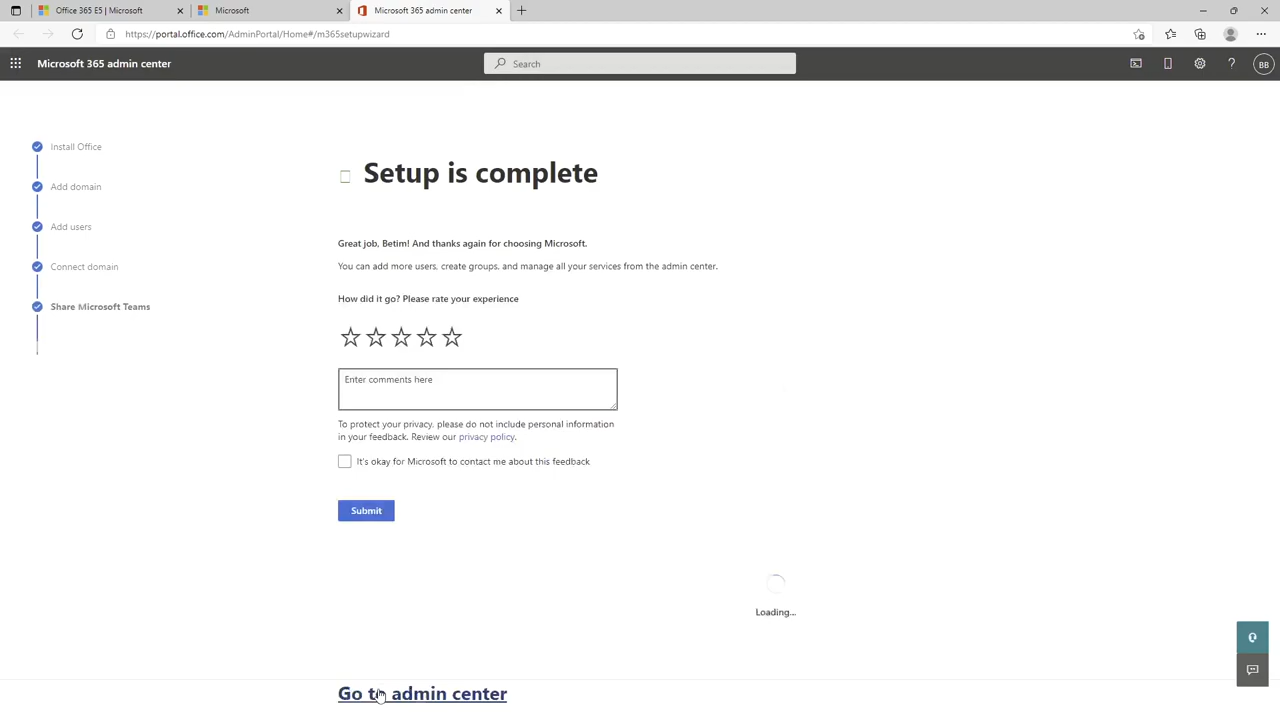 Office 365 E5 | Microsoft
Microsoft
Microsoft 365 admin center
https://portal.office.com/AdminPortal/Home#/m365setupwizard
Microsoft 365 admin center
Search
BB
Install Office
Add domain
Add users
Connect domain
Share Microsoft Teams
Setup is complete
Great job, Betim! And thanks again for choosing Microsoft.
You can add more users, create groups, and manage all your services from the admin center.
How did it go? Please rate your experience
Enter comments here
To protect your privacy, please do not include personal information
in your feedback. Review our privacy policy.
It's okay for Microsoft to contact me about this feedback
Submit
Loading...
Go to admin center